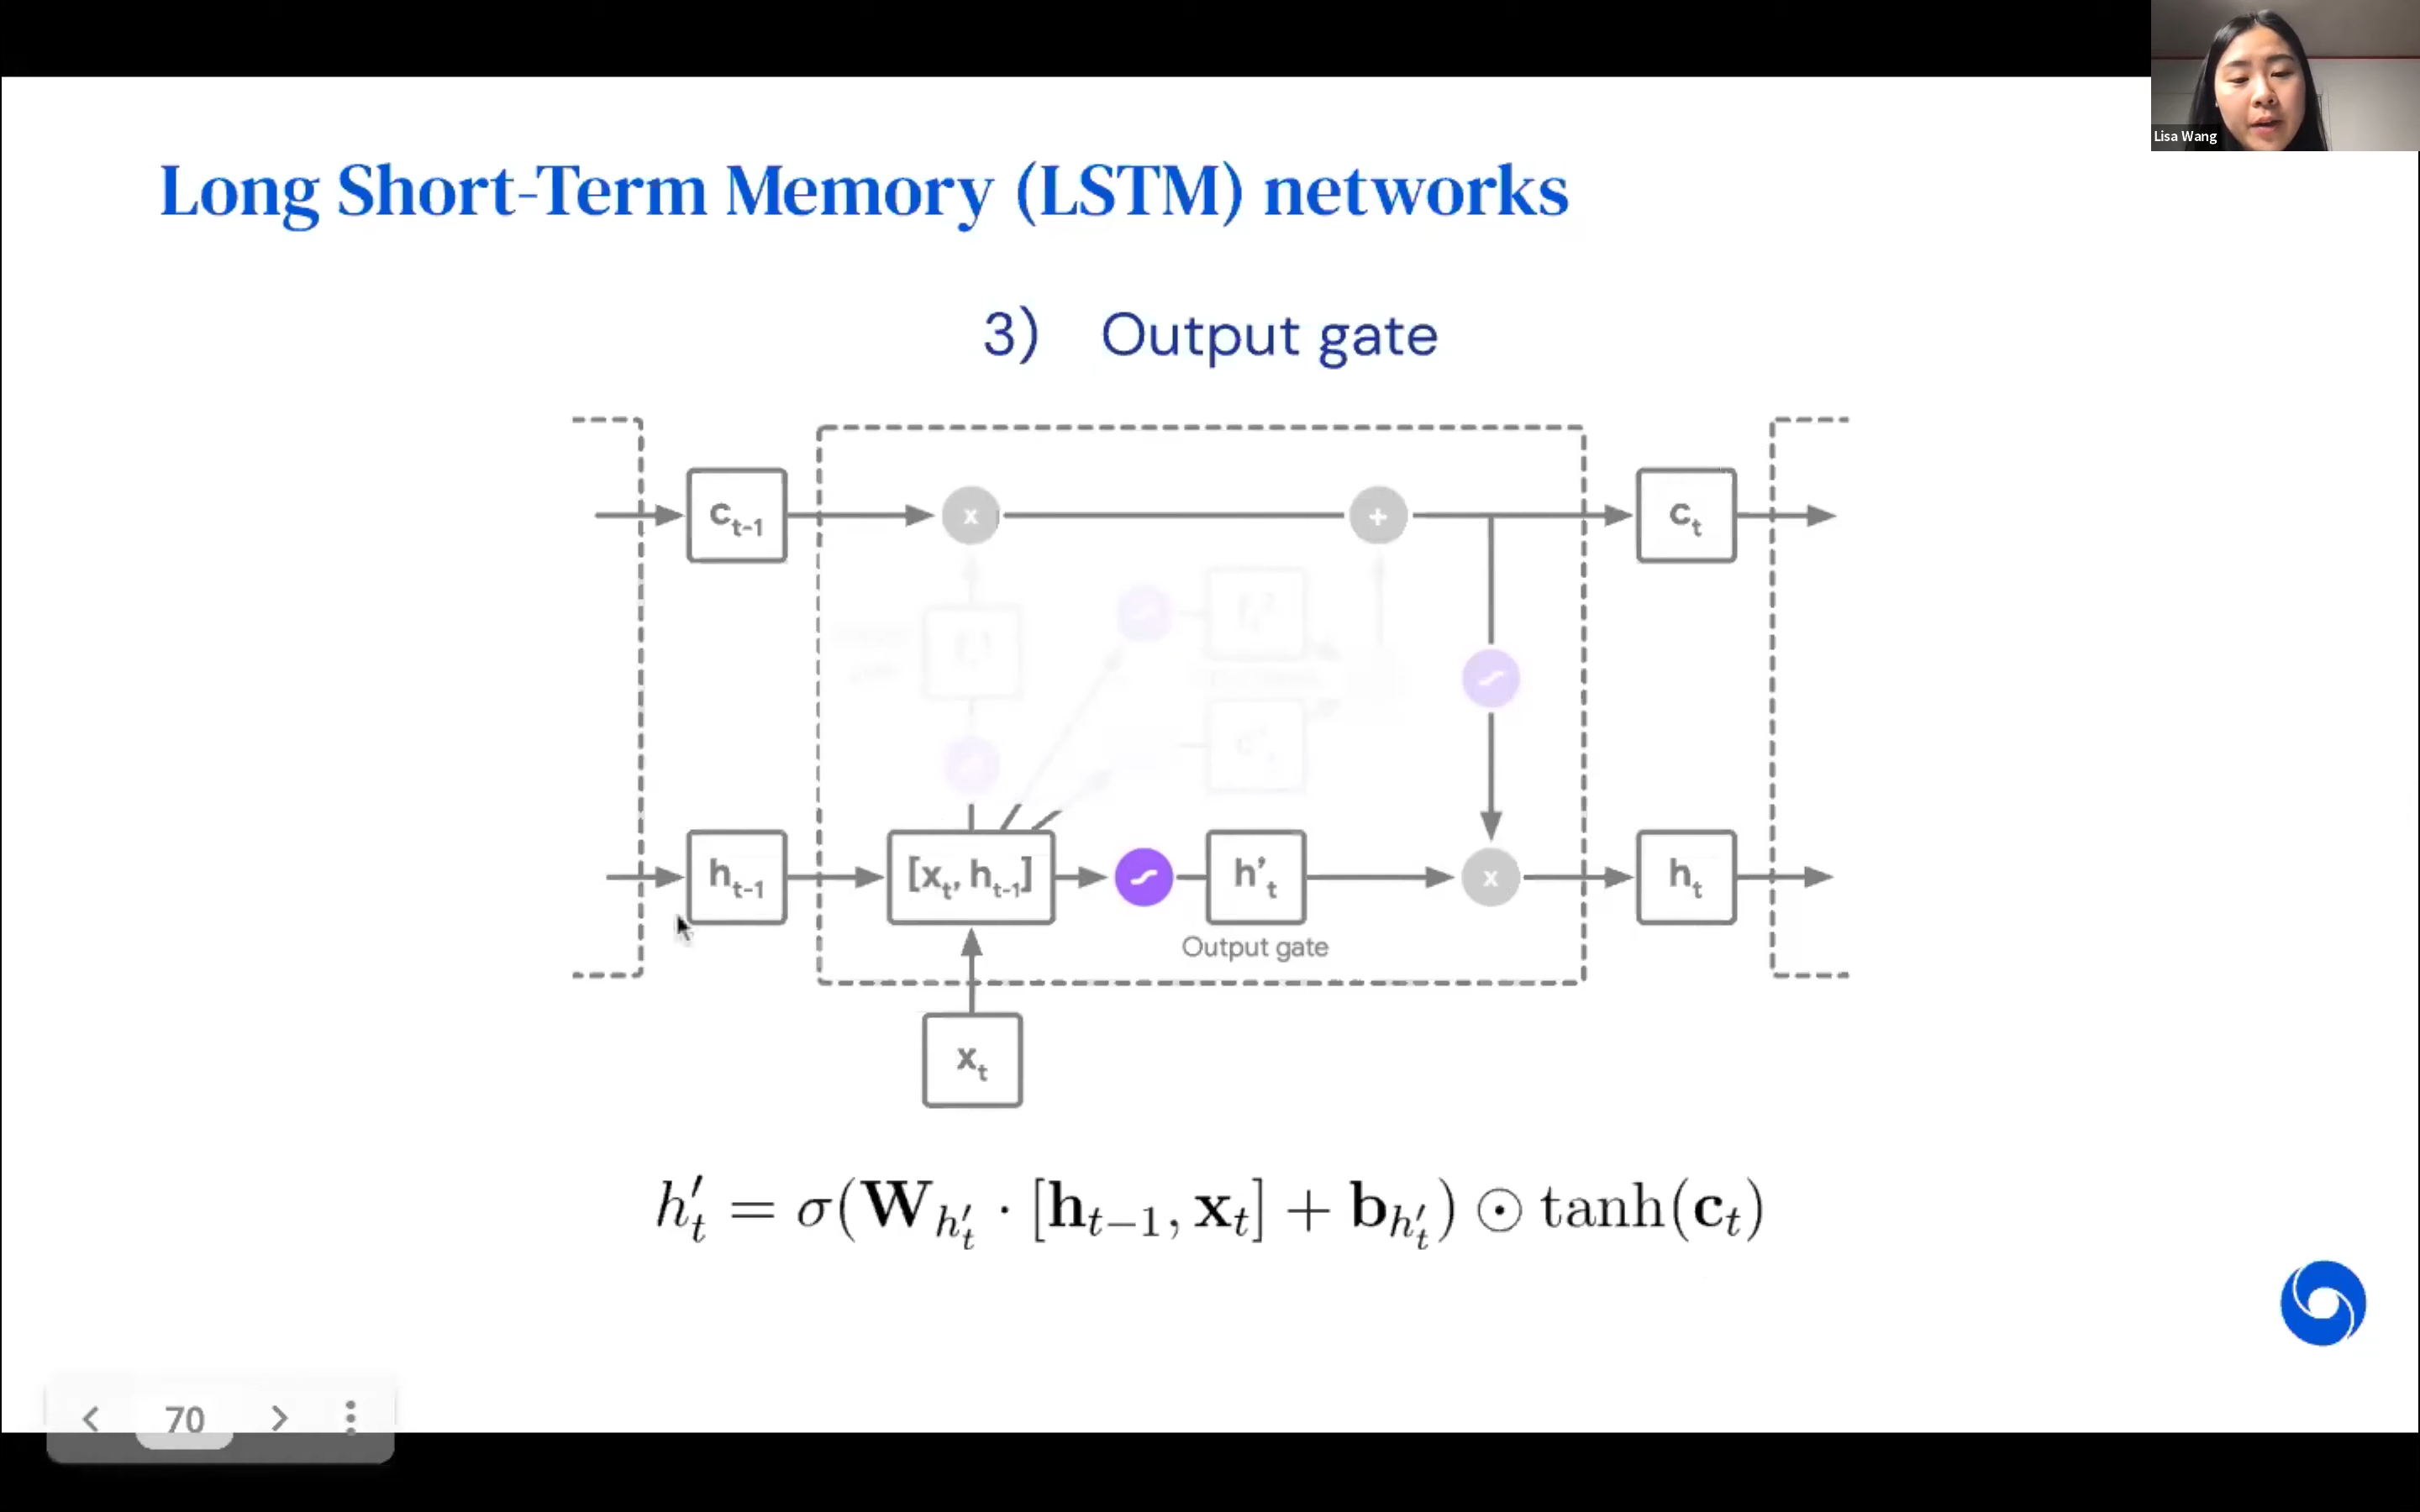 Lisa Wang
Long Short-Term Memory (LSTM) networks
3) Output gate
c_{t-1} x + c_t
h_{t-1} [x_t, h_{t-1}] h'_t x h_t
Output gate
x_t
h'_t = σ(W_{h'_t} · [h_{t-1}, x_t] + b_{h'_t}) ⊙ tanh(c_t)
70